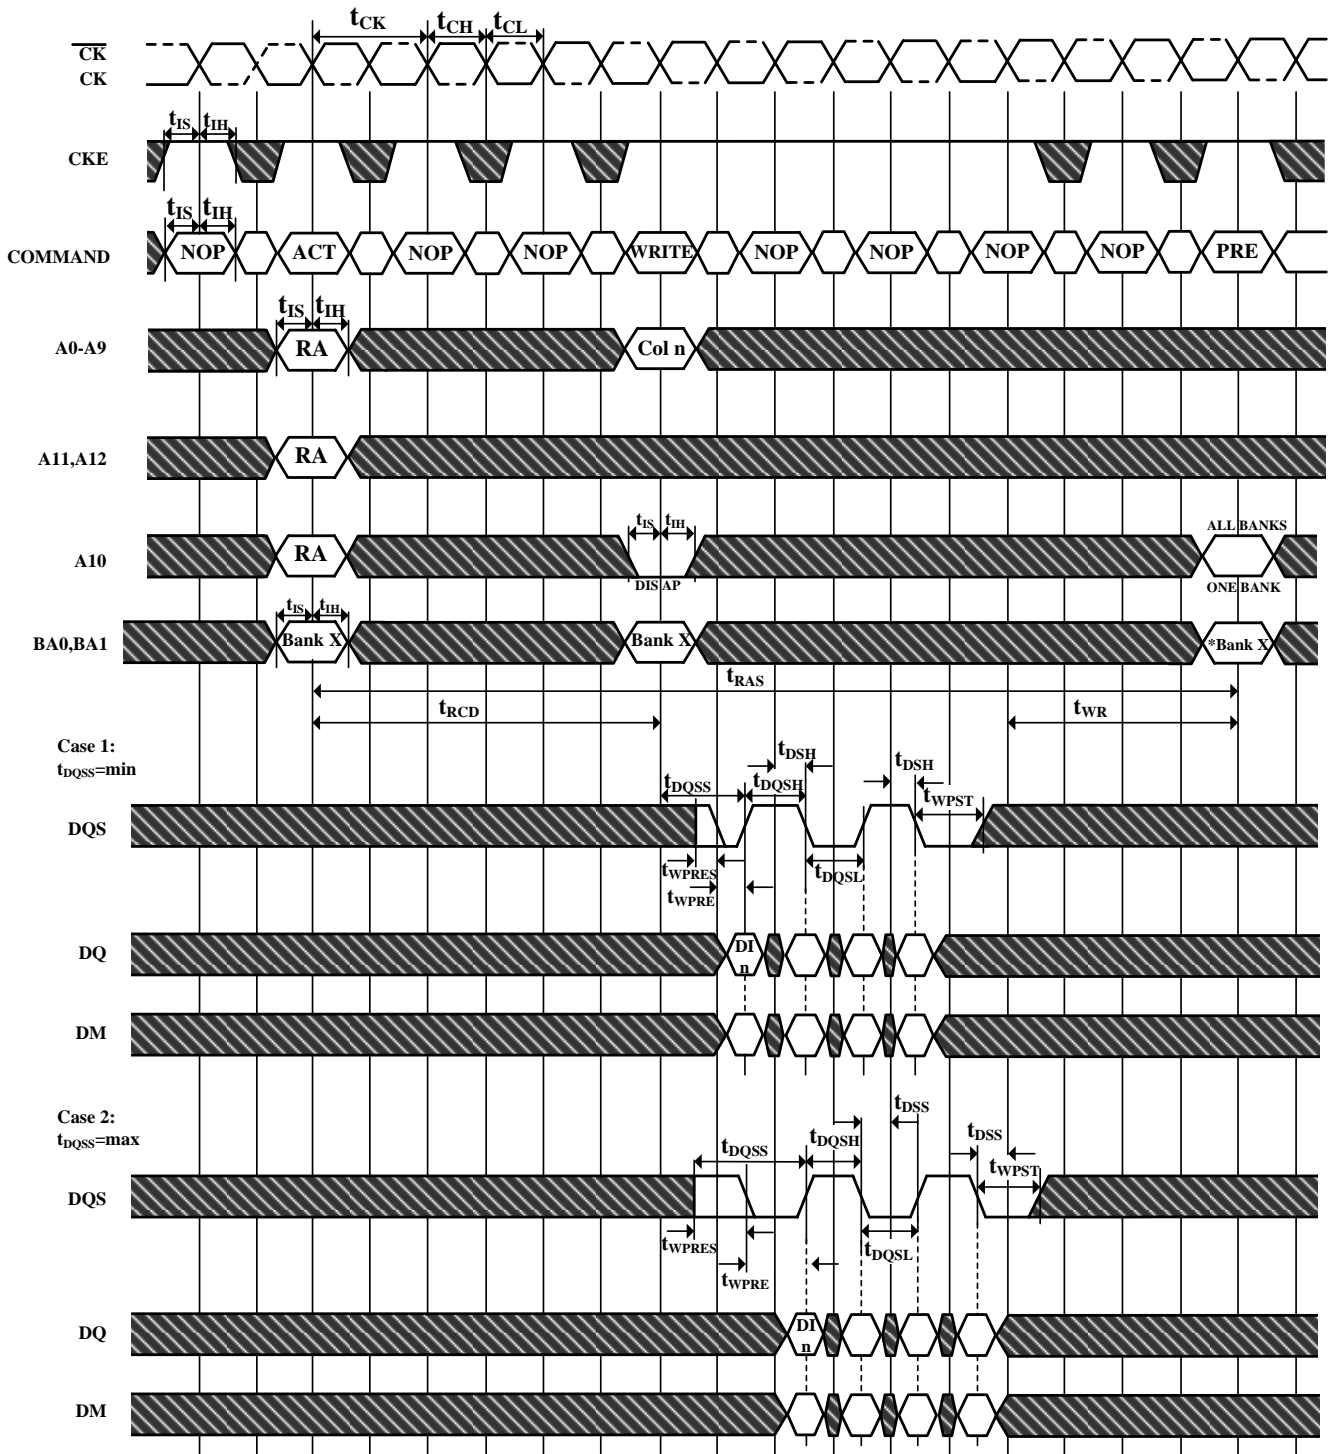 tCK tCH tCL
CK
CK
tIS tIH
CKE
tIS tIH
COMMAND NOP ACT NOP NOP WRITE NOP NOP NOP NOP PRE
tIS tIH
A0-A9 RA Col n
A11,A12 RA
tIS tIH ALL BANKS
A10 RA
DIS AP ONE BANK
tIS tIH
BA0,BA1 Bank X Bank X *Bank X
tRAS
tRCD tWR
Case 1:
tDQSS=min
tDSH tDSH
tDQSS tDQSH tWPST
DQS
tWPRES tDQSL
tWPRE
DQ DI
n
DM
Case 2:
tDQSS=max
tDSS tDSS
tDQSS tDQSH tWPST
DQS
tWPRES tDQSL
tWPRE
DQ DI
n
DM